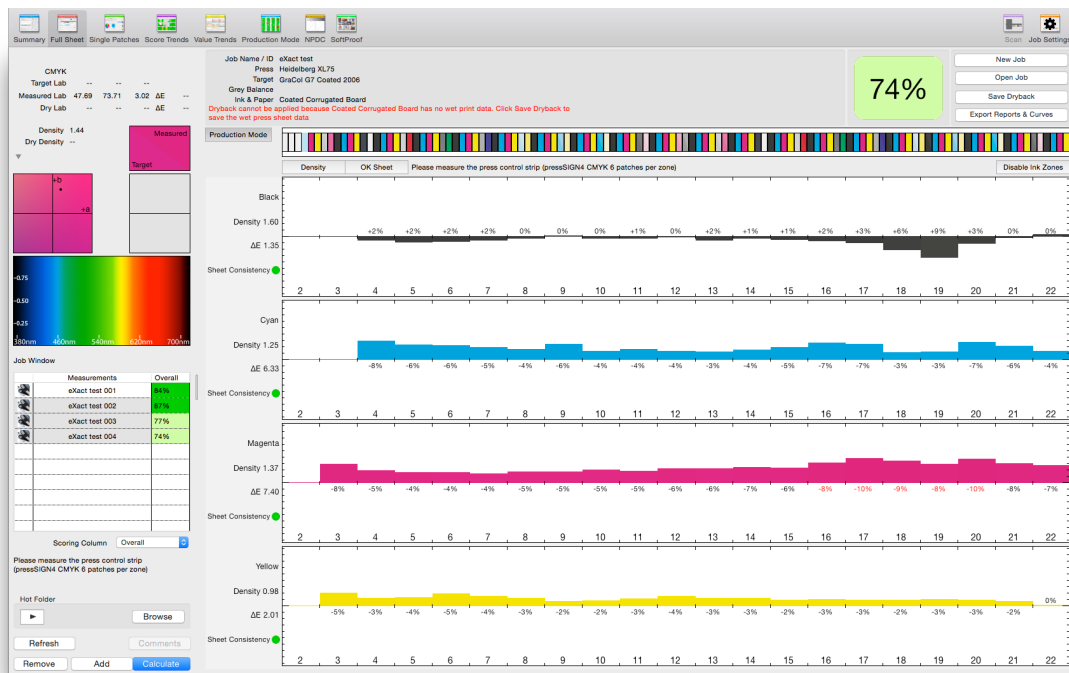 Summary Full Sheet Single Patches Score Trends Value Trends Production Mode NPDC SoftProof Scan Job Settings
CMYK
Target Lab -- -- --
Measured Lab 47.69 73.71 3.02 ΔE --
Dry Lab -- -- -- ΔE --
Density 1.44
Dry Density --
Measured
Target
+b
+a
-0.75
-0.50
-0.25
380nm 460nm 540nm 620nm 700nm
Job Window
Measurements Overall
eXact test 001 84%
eXact test 002 87%
eXact test 003 77%
eXact test 004 74%
Scoring Column Overall
Please measure the press control strip
(pressSIGN4 CMYK 6 patches per zone)
Hot Folder
Browse
Refresh Comments
Remove Add Calculate
Job Name / ID eXact test
Press Heidelberg XL75
Target GraCol G7 Coated 2006
Grey Balance
Ink & Paper Coated Corrugated Board
Dryback cannot be applied because Coated Corrugated Board has no wet print data. Click Save Dryback to
save the wet press sheet data
74%
New Job
Open Job
Save Dryback
Export Reports & Curves
Production Mode
Density OK Sheet Please measure the press control strip (pressSIGN4 CMYK 6 patches per zone) Disable Ink Zones
Black
Density 1.60
+2% +2% +2% +2% 0% 0% 0% +1% 0% +2% +1% +1% +2% +3% +6% +9% +3% 0% 0%
ΔE 1.35
Sheet Consistency
2 3 4 5 6 7 8 9 10 11 12 13 14 15 16 17 18 19 20 21 22
Cyan
Density 1.25
ΔE 6.33
-8% -6% -6% -5% -4% -7% -4% -5% -4% -3% -4% -5% -7% -7% -3% -3% -7% -6% -4%
Sheet Consistency
2 3 4 5 6 7 8 9 10 11 12 13 14 15 16 17 18 19 20 21 22
Magenta
Density 1.37
ΔE 7.40
-8% -5% -4% -4% -4% -5% -5% -5% -5% -6% -6% -7% -6% -8% -10% -9% -8% -10% -8% -7%
Sheet Consistency
2 3 4 5 6 7 8 9 10 11 12 13 14 15 16 17 18 19 20 21 22
Yellow
Density 0.98
ΔE 2.01
-5% -3% -4% -5% -4% -3% -2% -2% -3% -4% -3% -3% -2% -3% -3% -2% -3% -3% -2% 0%
Sheet Consistency
2 3 4 5 6 7 8 9 10 11 12 13 14 15 16 17 18 19 20 21 22